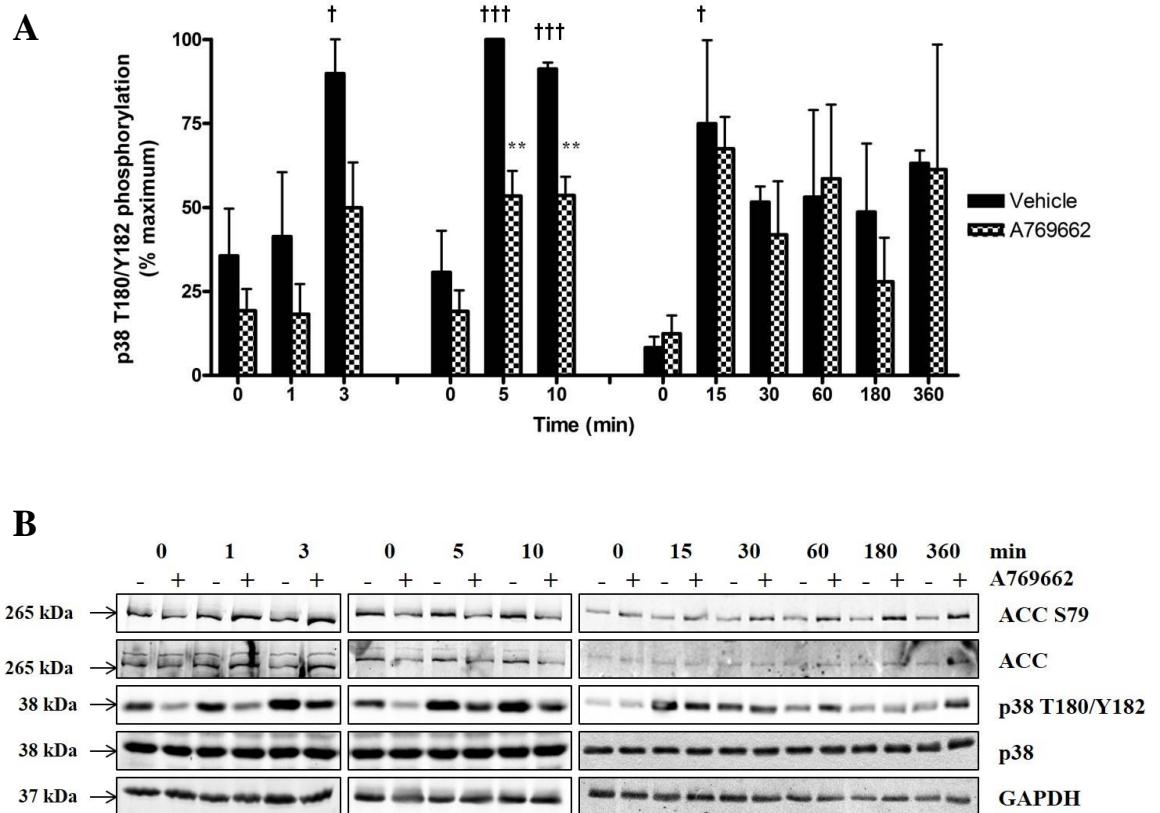 A
p38 T180/Y182 phosphorylation
(% maximum)
† ††† ††† †
100
75
50
25
0
** **
0 1 3 0 5 10 0 15 30 60 180 360
Time (min)
Vehicle
A769662
B
0 1 3 0 5 10 0 15 30 60 180 360 min
- + - + - + - + - + - + - + - + - + - + - + - + A769662
265 kDa ACC S79
265 kDa ACC
38 kDa p38 T180/Y182
38 kDa p38
37 kDa GAPDH